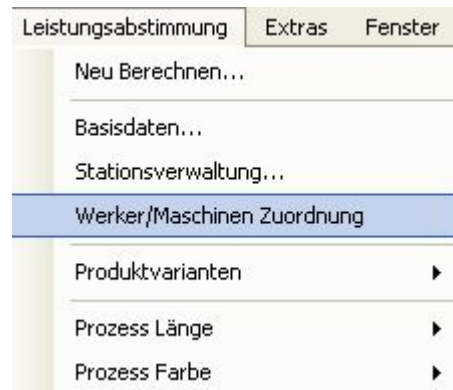 Leistungsabstimmung Extras Fenster
Neu Berechnen...
Basisdaten...
Stationsverwaltung...
Werker/Maschinen Zuordnung
Produktvarianten
Prozess Länge
Prozess Farbe